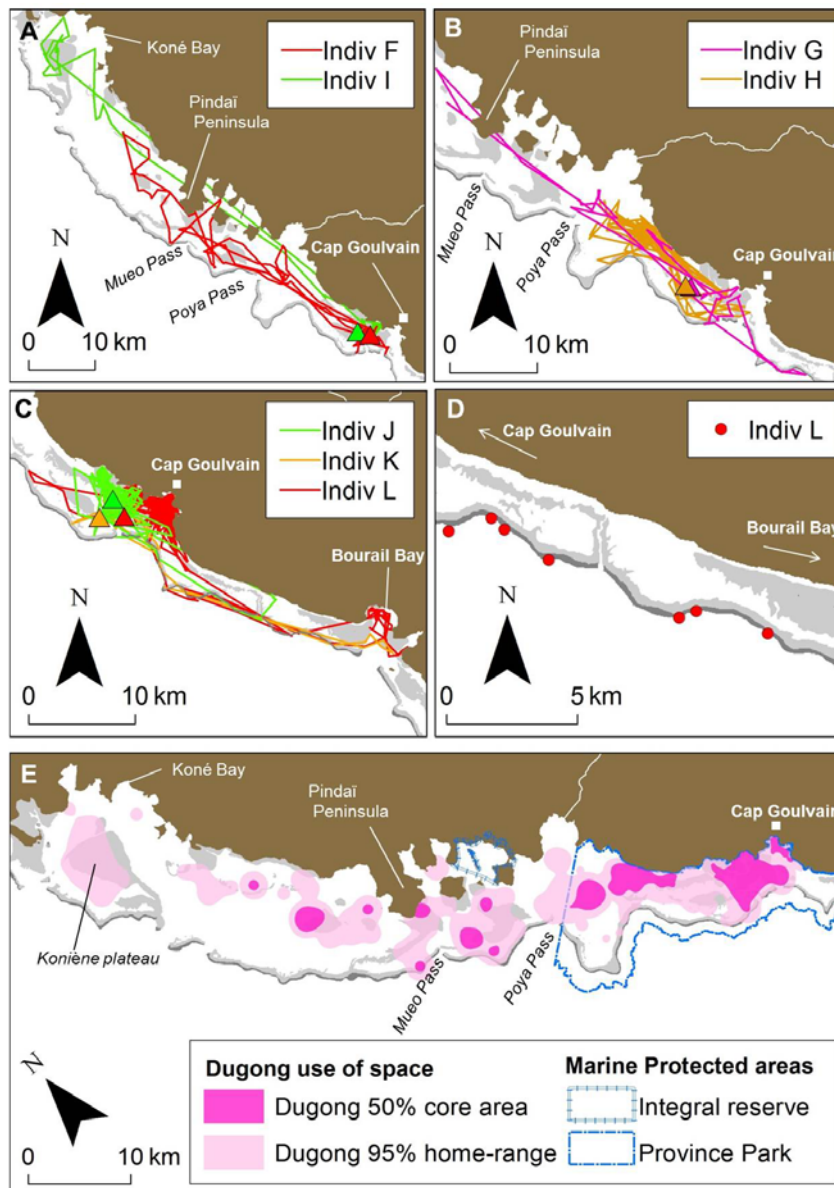 A
Koné Bay
Indiv F
Indiv I
Pindaï
Peninsula
Mueo Pass
Poya Pass
Cap Goulvain
N
0 10 km
B
Pindaï
Peninsula
Indiv G
Indiv H
Mueo Pass
Poya Pass
Cap Goulvain
N
0 10 km
C
Indiv J
Indiv K
Indiv L
Cap Goulvain
Bourail Bay
N
0 10 km
D
Indiv L
Cap Goulvain
Bourail Bay
N
0 5 km
E
Koné Bay
Pindaï
Peninsula
Cap Goulvain
Koniène plateau
Mueo Pass
Poya Pass
N
0 10 km
Dugong use of space
Dugong 50% core area
Dugong 95% home-range
Marine Protected areas
Integral reserve
Province Park